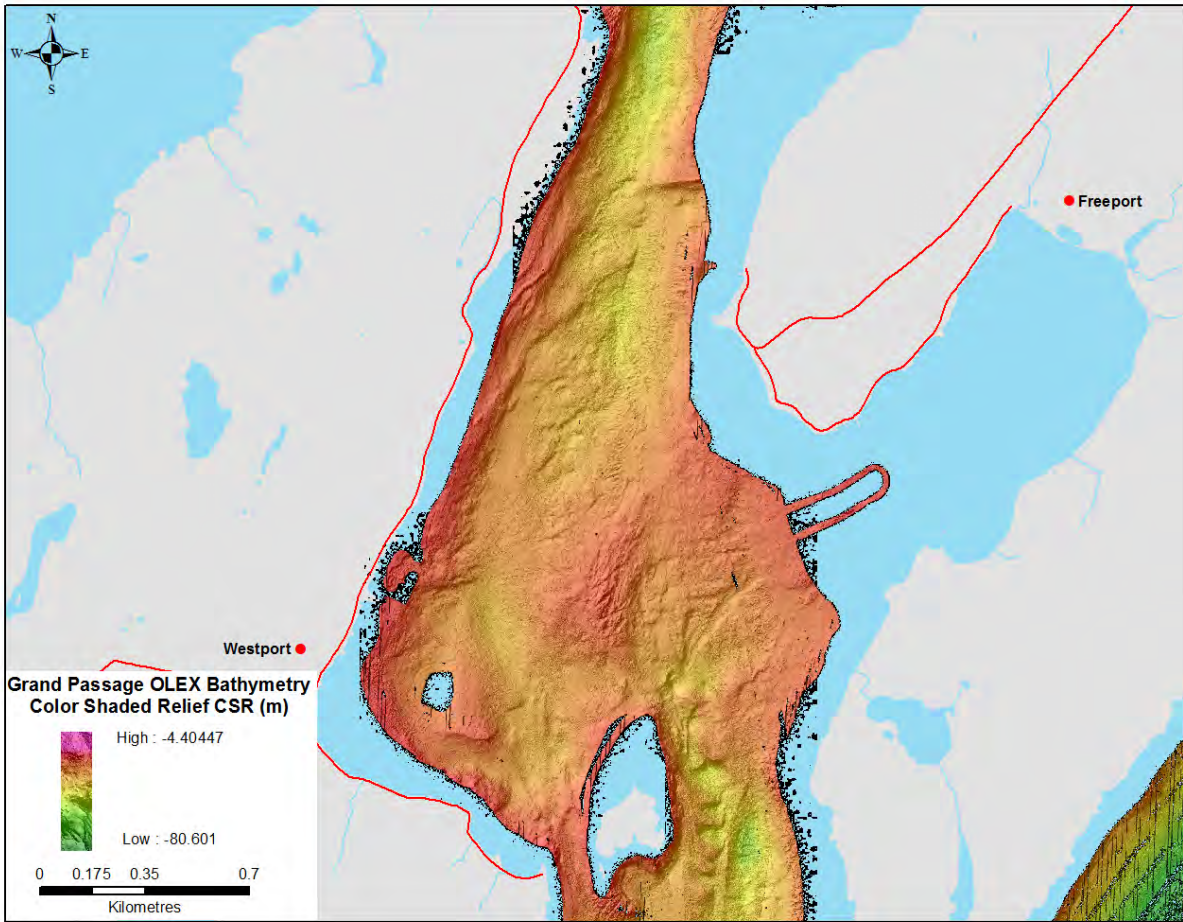 N
W E
S
Freeport
Westport
Grand Passage OLEX Bathymetry
Color Shaded Relief CSR (m)
High : -4.40447
Low : -80.601
0 0.175 0.35 0.7
Kilometres